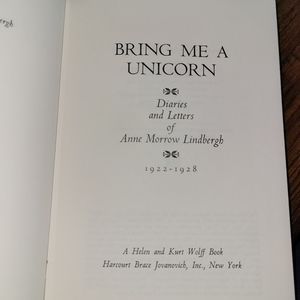 BRING ME A
UNICORN
Diaries
and Letters
of
Anne Morrow Lindbergh
1922-1928
A Helen and Kurt Wolff Book
Harcourt Brace Jovanovich, Inc., New York